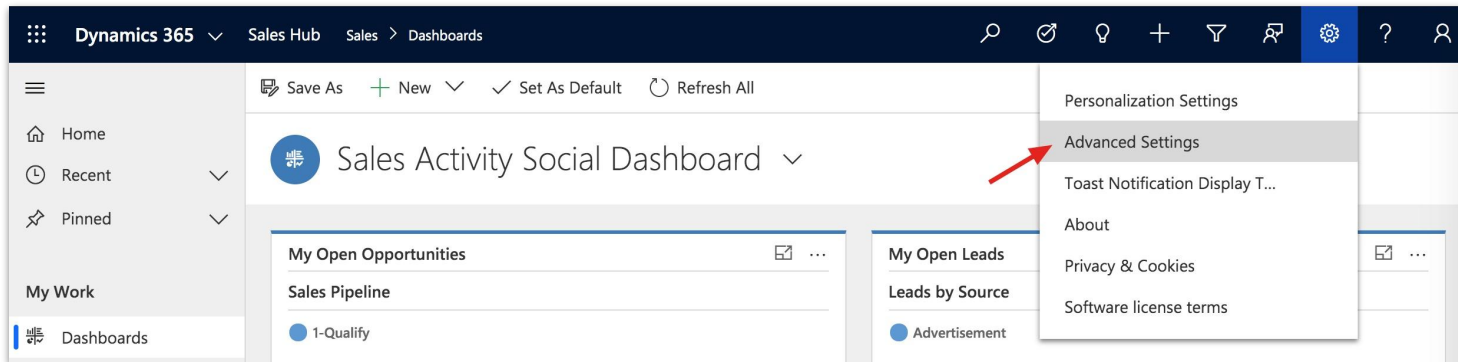 Dynamics 365 Sales Hub Sales > Dashboards ?
Save As New Set As Default Refresh All
Home
Recent
Pinned
My Work
Dashboards
Sales Activity Social Dashboard
My Open Opportunities ...
Sales Pipeline
1-Qualify
My Open Leads ...
Leads by Source
Advertisement
Personalization Settings
Advanced Settings
Toast Notification Display T...
About
Privacy & Cookies
Software license terms